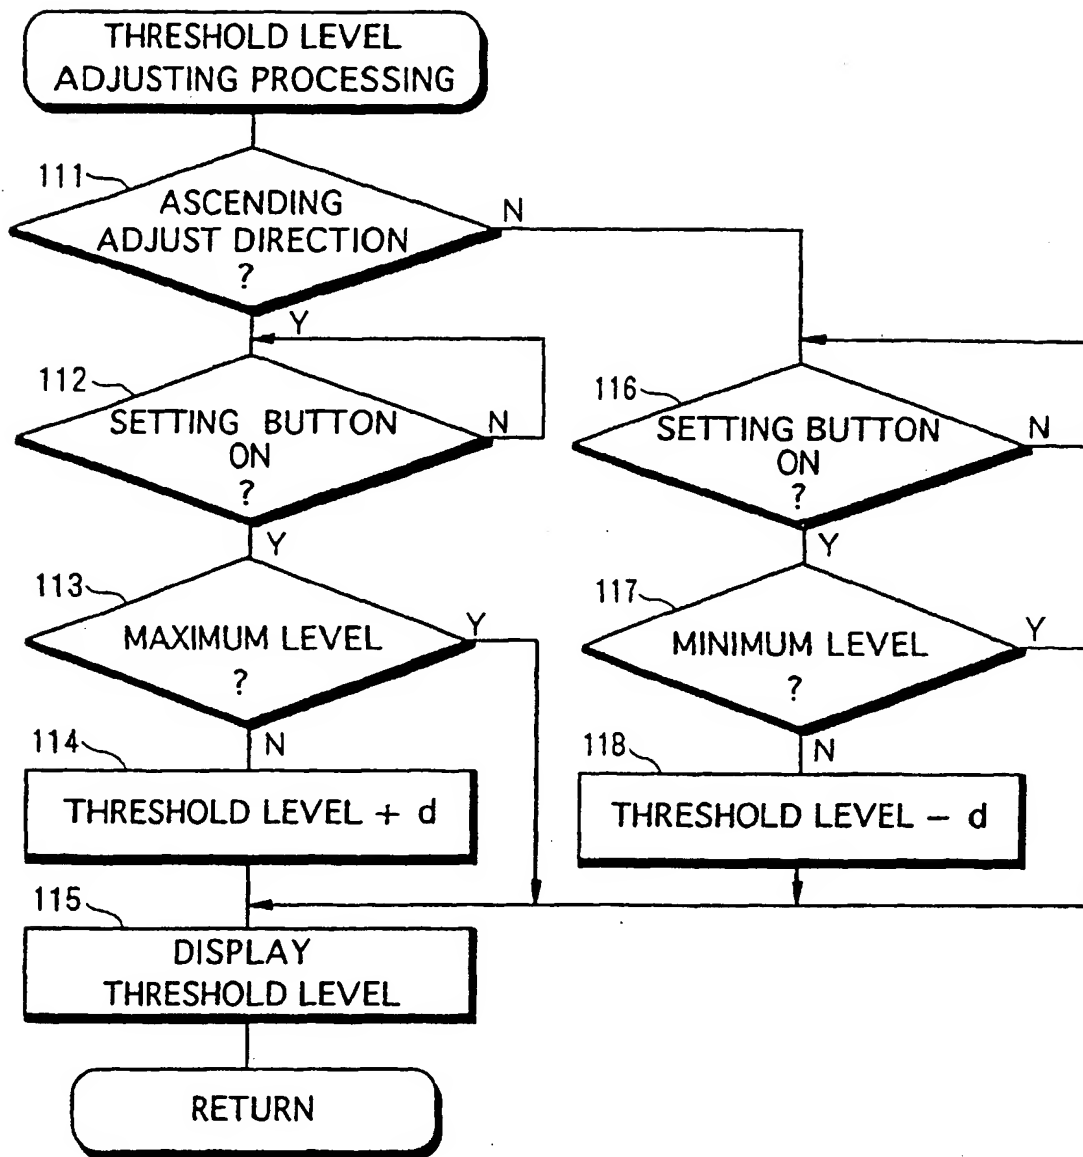 THRESHOLD LEVEL
ADJUSTING PROCESSING
111
ASCENDING
ADJUST DIRECTION
?
N
Y
112
SETTING BUTTON
ON
?
N
Y
113
MAXIMUM LEVEL
?
Y
N
114
THRESHOLD LEVEL + d
115
DISPLAY
THRESHOLD LEVEL
RETURN
116
SETTING BUTTON
ON
?
N
Y
117
MINIMUM LEVEL
?
Y
N
118
THRESHOLD LEVEL − d